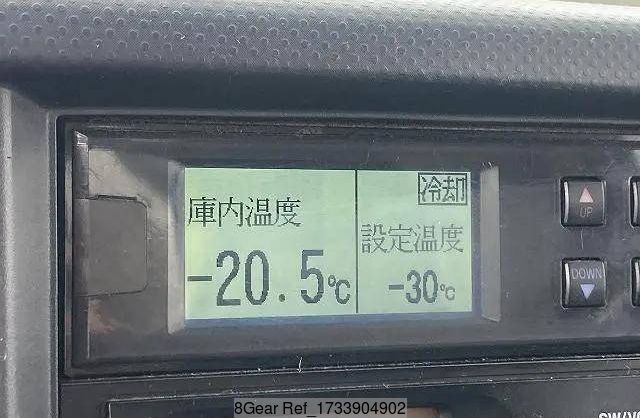 冷却
庫内温度
設定温度
-20.5℃
-30℃
UP
DOWN
8Gear Ref_1733904902